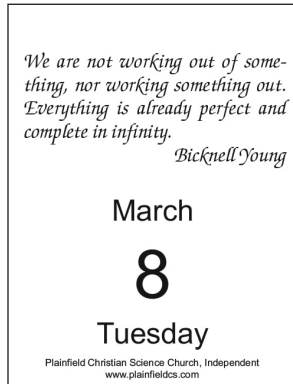 We are not working out of some-
thing, nor working something out.
Everything is already perfect and
complete in infinity.
Bicknell Young
March
8
Tuesday
Plainfield Christian Science Church, Independent
www.plainfieldcs.com